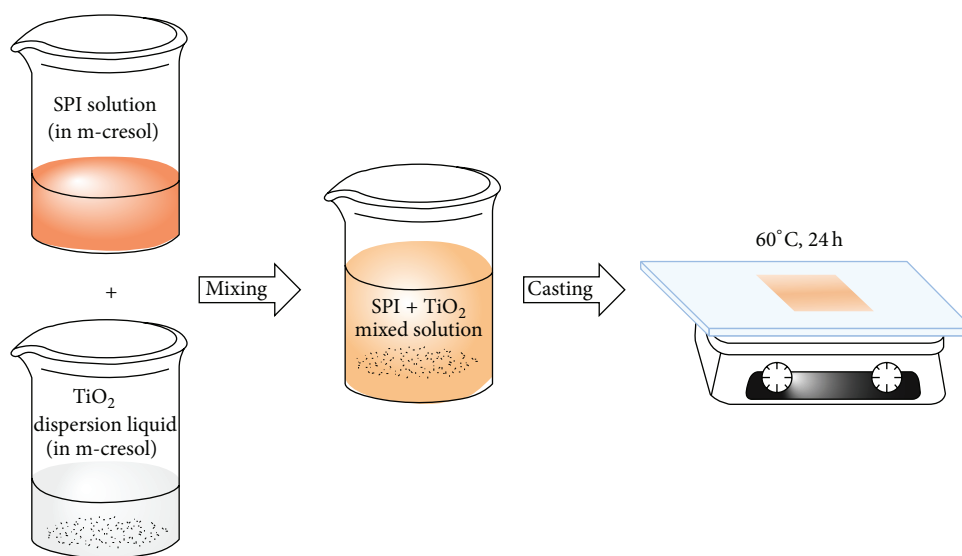 SPI solution
(in m-cresol)
+
TiO₂
dispersion liquid
(in m-cresol)
Mixing
SPI + TiO₂
mixed solution
Casting
60°C, 24 h